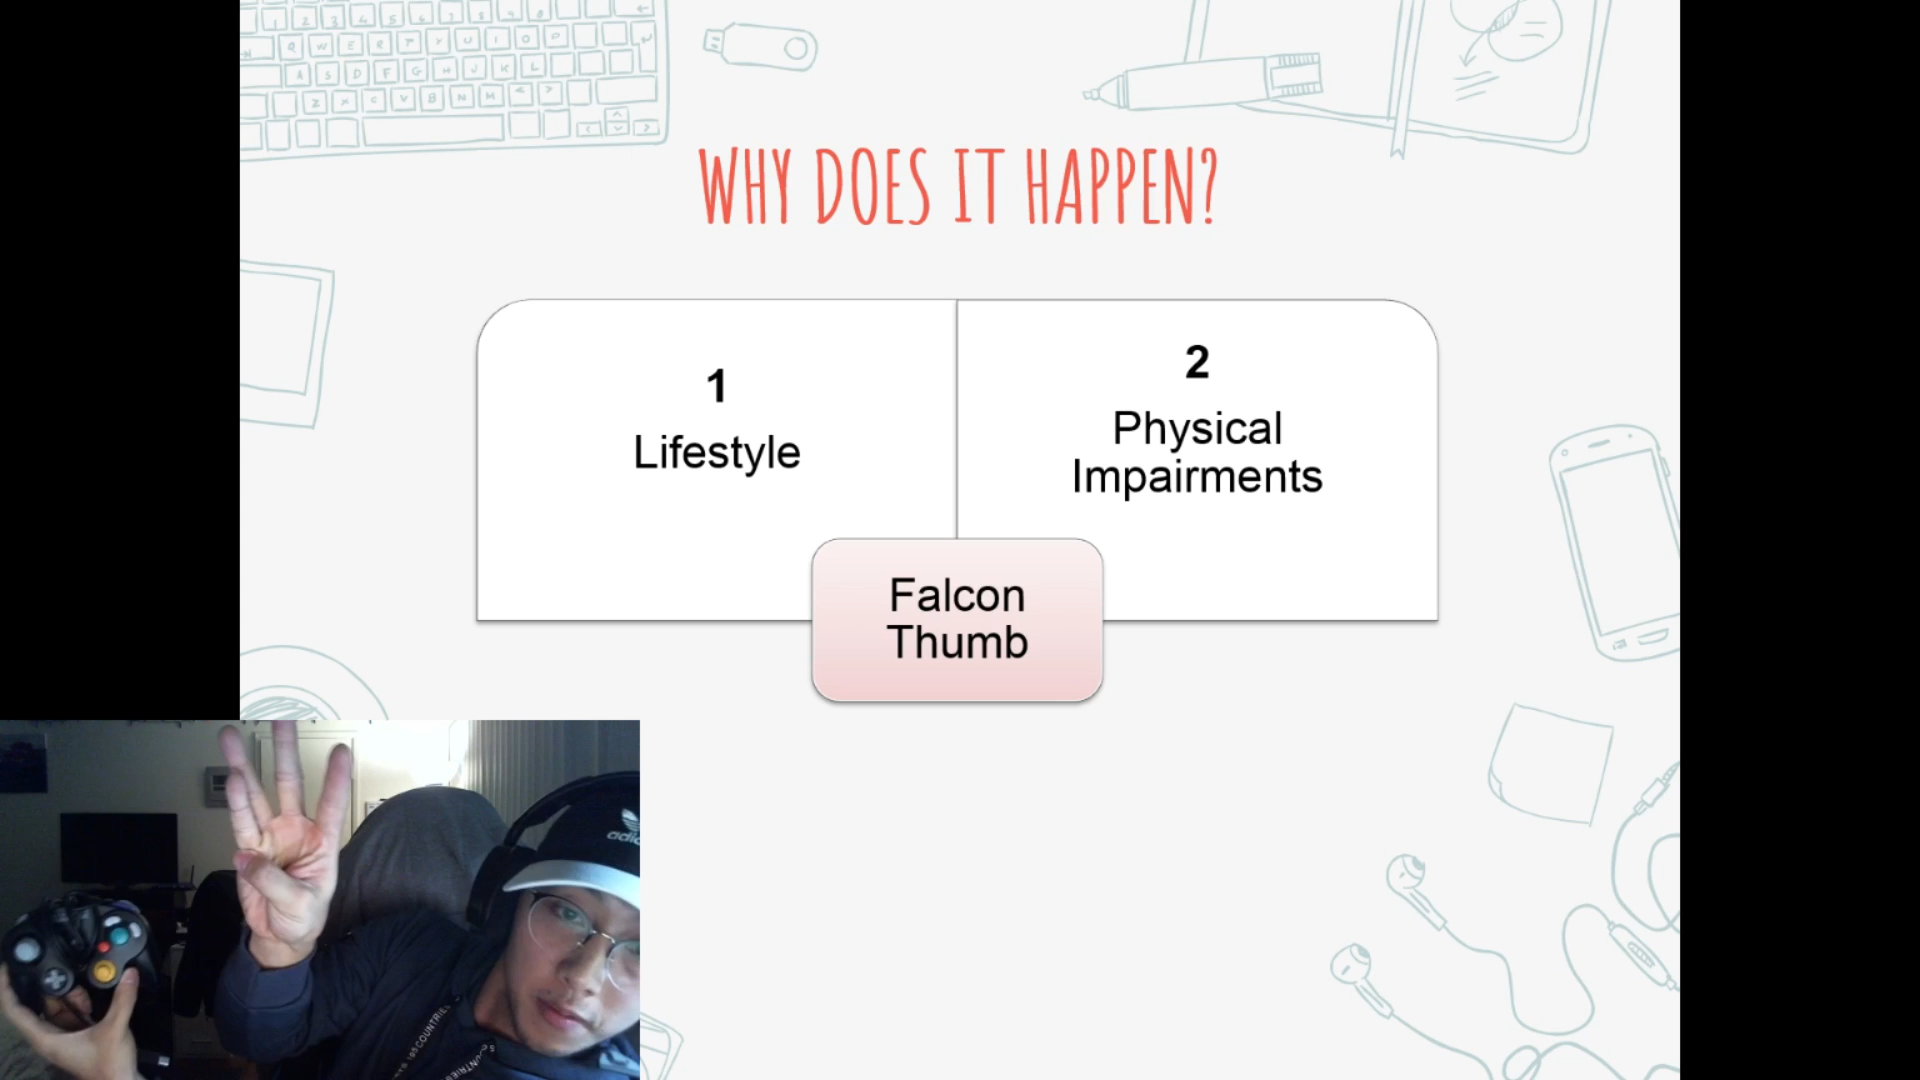 WHY DOES IT HAPPEN?
1
Lifestyle
2
Physical
Impairments
Falcon
Thumb